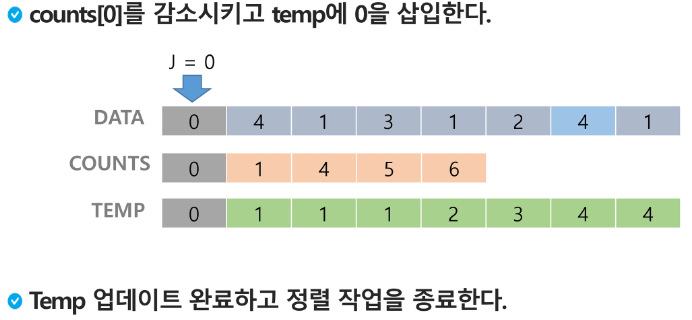 counts[0]를 감소시키고 temp에 0을 삽입한다.
J = 0
DATA 0 4 1 3 1 2 4 1
COUNTS 0 1 4 5 6
TEMP 0 1 1 1 2 3 4 4
Temp 업데이트 완료하고 정렬 작업을 종료한다.